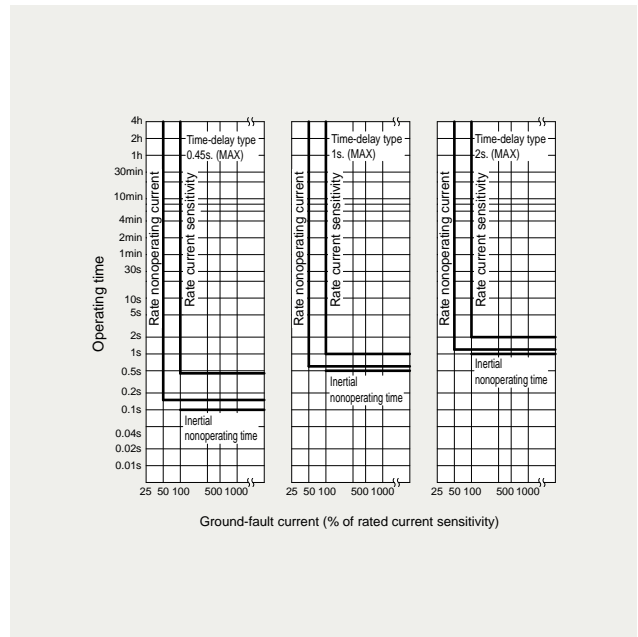 4h
2h
1h
30min
10min
4min
2min
1min
30s
10s
5s
2s
1s
0.5s
0.2s
0.1s
0.04s
0.02s
0.01s
Operating time
Rate nonoperating current
Rate current sensitivity
Time-delay type
0.45s. (MAX)
Inertial
nonoperating time
25 50 100 500 1000
Rate nonoperating current
Rate current sensitivity
Time-delay type
1s. (MAX)
Inertial
nonoperating time
25 50 100 500 1000
Rate nonoperating current
Rate current sensitivity
Time-delay type
2s. (MAX)
Inertial
nonoperating time
25 50 100 500 1000
Ground-fault current (% of rated current sensitivity)